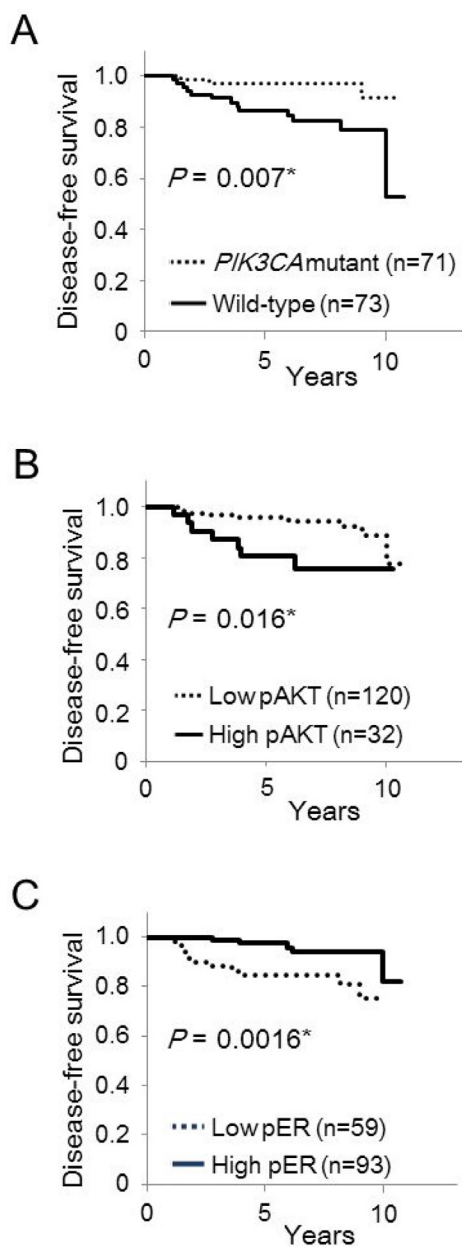 A
Disease-free survival
1.0
0.8
0.6
0.4
0.2
0
P = 0.007*
PIK3CA mutant (n=71)
Wild-type (n=73)
0 5 10
Years
B
Disease-free survival
1.0
0.8
0.6
0.4
0.2
0
P = 0.016*
Low pAKT (n=120)
High pAKT (n=32)
0 5 10
Years
C
Disease-free survival
1.0
0.8
0.6
0.4
0.2
0
P = 0.0016*
Low pER (n=59)
High pER (n=93)
0 5 10
Years